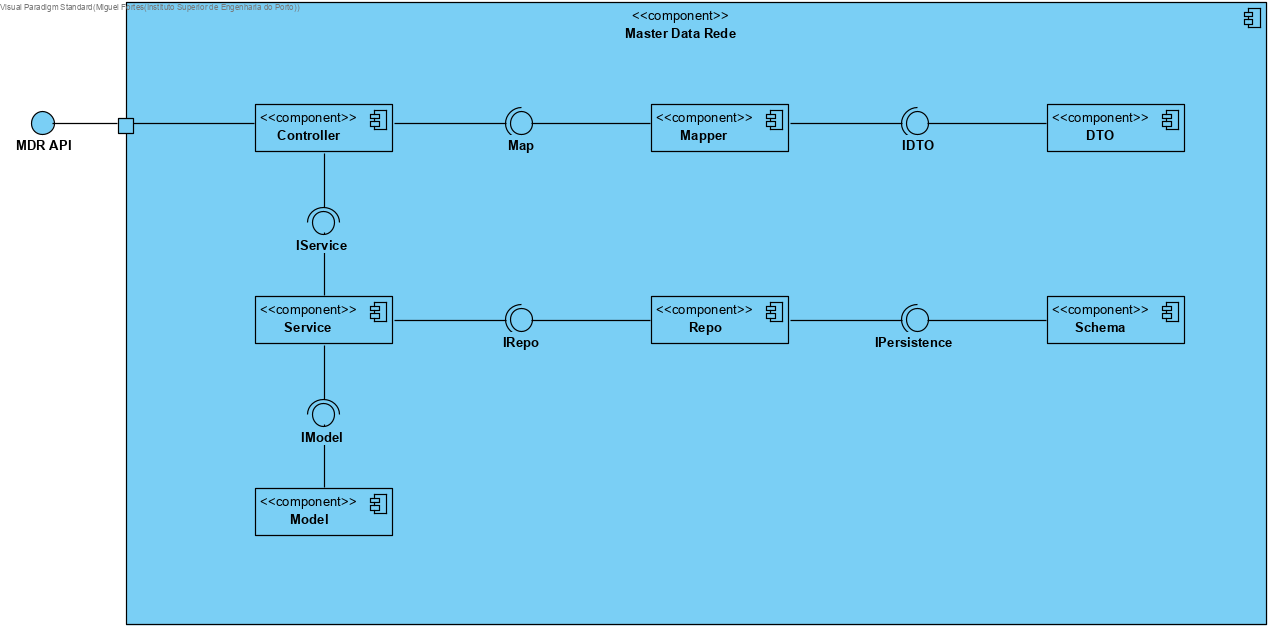 Visual Paradigm Standard(Miguel Fortes(Instituto Superior de Engenharia do Porto))
<<component>>
Master Data Rede
<<component>>
Controller
<<component>>
Mapper
<<component>>
DTO
MDR API
Map
IDTO
IService
<<component>>
Service
<<component>>
Repo
<<component>>
Schema
IRepo
IPersistence
IModel
<<component>>
Model